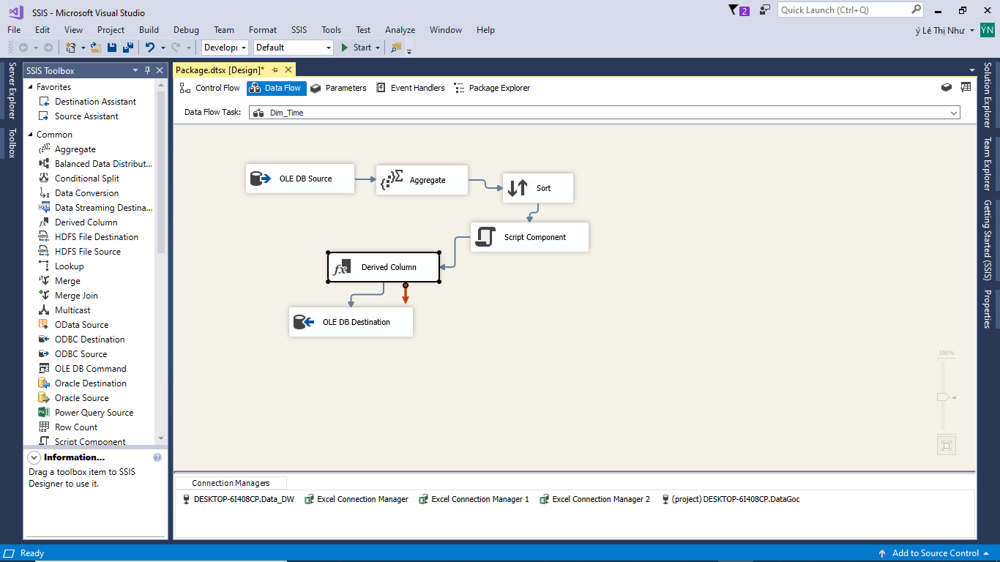 SSIS - Microsoft Visual Studio
2
Quick Launch (Ctrl+Q)
File Edit View Project Build Debug Team Format SSIS Tools Test Analyze Window Help
ý Lê Thị Như YN
Developı Default Start
Server Explorer
Toolbox
SSIS Toolbox
Favorites
Destination Assistant
Source Assistant
Common
Aggregate
Balanced Data Distribut...
Conditional Split
Data Conversion
Data Streaming Destina...
Derived Column
HDFS File Destination
HDFS File Source
Lookup
Merge
Merge Join
Multicast
OData Source
ODBC Destination
ODBC Source
OLE DB Command
Oracle Destination
Oracle Source
Power Query Source
Row Count
Script Component
Information...
Drag a toolbox item to SSIS
Designer to use it.
Package.dtsx [Design]*
Control Flow Data Flow Parameters Event Handlers Package Explorer
Data Flow Task: Dim_Time
OLE DB Source
Aggregate
Sort
Script Component
Derived Column
OLE DB Destination
100%
Connection Managers
DESKTOP-6I408CP.Data_DW Excel Connection Manager Excel Connection Manager 1 Excel Connection Manager 2 (project) DESKTOP-6I408CP.DataGoc
Solution Explorer
Team Explorer
Getting Started (SSIS)
Properties
Ready
Add to Source Control